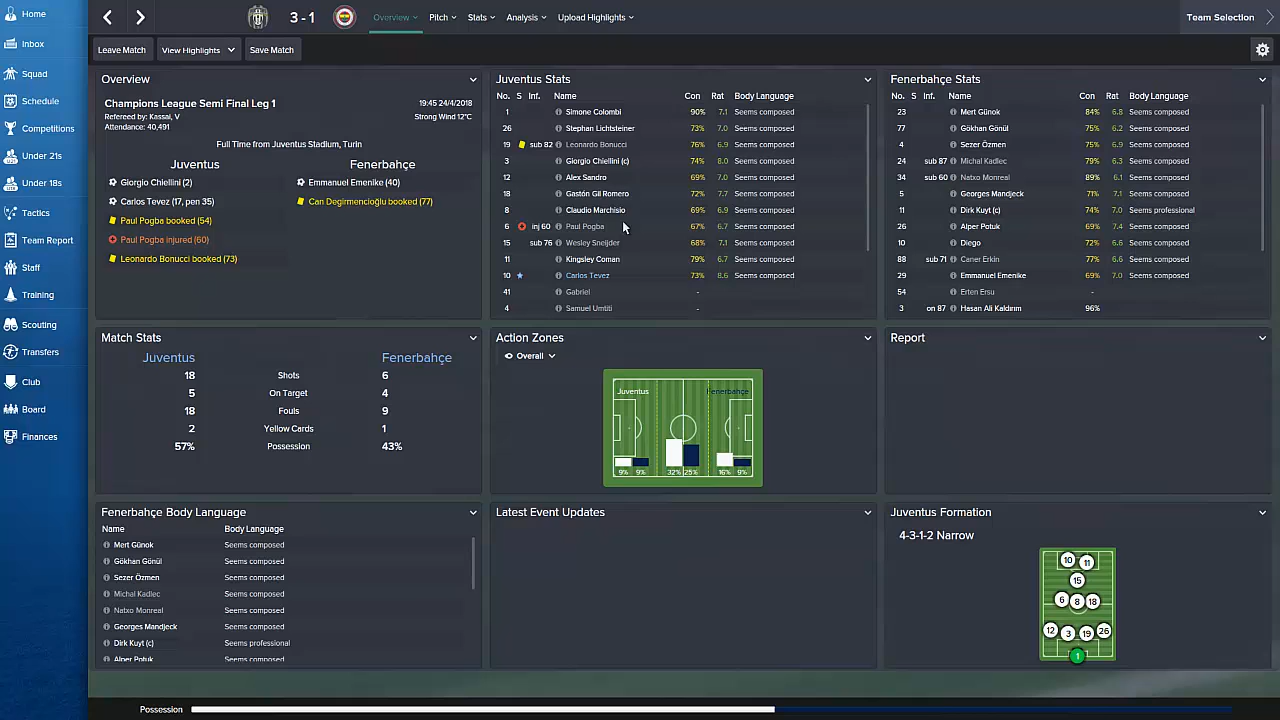 Home
Inbox
Squad
Schedule
Competitions
Under 21s
Under 18s
Tactics
Team Report
Staff
Training
Scouting
Transfers
Club
Board
Finances
3 - 1
Overview
Pitch
Stats
Analysis
Upload Highlights
Team Selection
Leave Match
View Highlights
Save Match
Overview
Champions League Semi Final Leg 1
19:45 24/4/2018
Refereed by: Kassai, V
Strong Wind 12°C
Attendance: 40,491
Full Time from Juventus Stadium, Turin
Juventus
Fenerbahçe
Giorgio Chiellini (2)
Emmanuel Emenike (40)
Carlos Tevez (17, pen 35)
Can Degirmencioğlu booked (77)
Paul Pogba booked (54)
Paul Pogba injured (60)
Leonardo Bonucci booked (73)
Juventus Stats
No. S Inf. Name Con Rat Body Language
1 Simone Colombi 90% 7.1 Seems composed
26 Stephan Lichtsteiner 73% 7.0 Seems composed
19 sub 82 Leonardo Bonucci 76% 6.9 Seems composed
3 Giorgio Chiellini (c) 74% 8.0 Seems composed
12 Alex Sandro 69% 7.0 Seems composed
18 Gastón Gil Romero 72% 7.7 Seems composed
8 Claudio Marchisio 69% 6.9 Seems composed
6 inj 60 Paul Pogba 67% 6.7 Seems composed
15 sub 76 Wesley Sneijder 68% 7.1 Seems composed
11 Kingsley Coman 79% 6.7 Seems composed
10 Carlos Tevez 73% 8.6 Seems composed
41 Gabriel -
4 Samuel Umtiti -
Fenerbahçe Stats
No. S Inf. Name Con Rat Body Language
23 Mert Günok 84% 6.8 Seems composed
77 Gökhan Gönül 75% 6.2 Seems composed
4 Sezer Özmen 75% 6.9 Seems composed
24 sub 87 Michal Kadlec 79% 6.3 Seems composed
34 sub 60 Natxo Monreal 89% 6.1 Seems composed
5 Georges Mandjeck 71% 7.1 Seems composed
11 Dirk Kuyt (c) 74% 7.0 Seems professional
26 Alper Potuk 69% 7.4 Seems composed
10 Diego 72% 6.6 Seems composed
88 sub 71 Caner Erkin 77% 6.6 Seems composed
29 Emmanuel Emenike 69% 7.0 Seems composed
54 Erten Ersu -
3 on 87 Hasan Ali Kaldirim 96%
Match Stats
Juventus Fenerbahçe
18 Shots 6
5 On Target 4
18 Fouls 9
2 Yellow Cards 1
57% Possession 43%
Action Zones
Overall
Juventus Fenerbahçe
9% 9% 32% 25% 16% 9%
Report
Fenerbahçe Body Language
Name Body Language
Mert Günok Seems composed
Gökhan Gönül Seems composed
Sezer Özmen Seems composed
Michal Kadlec Seems composed
Natxo Monreal Seems composed
Georges Mandjeck Seems composed
Dirk Kuyt (c) Seems professional
Alper Potuk Seems composed
Latest Event Updates
Juventus Formation
4-3-1-2 Narrow
10 11
15
6 8 18
12 3 19 26
1
Possession